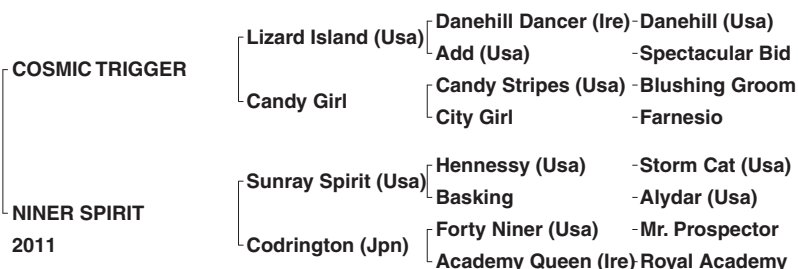 Danehill Dancer (Ire) Danehill (Usa)
Lizard Island (Usa)
Add (Usa) Spectacular Bid
COSMIC TRIGGER
Candy Stripes (Usa) Blushing Groom
Candy Girl
City Girl Farnesio
Hennessy (Usa) Storm Cat (Usa)
Sunray Spirit (Usa)
Basking Alydar (Usa)
NINER SPIRIT
Forty Niner (Usa) Mr. Prospector
2011 Codrington (Jpn)
Academy Queen (Ire) Royal Academy